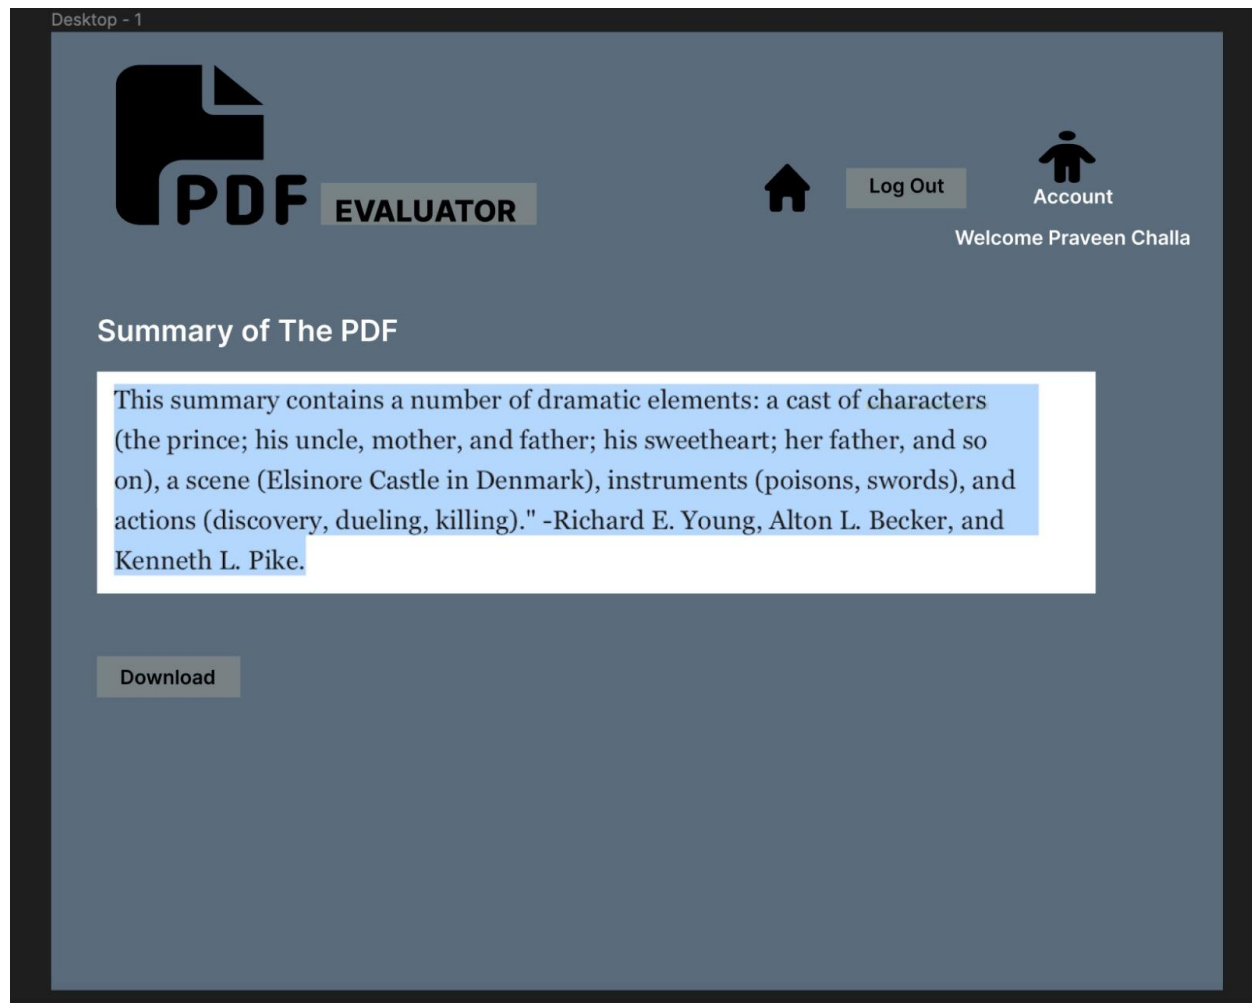 Desktop - 1
PDF EVALUATOR
Log Out
Account
Welcome Praveen Challa
Summary of The PDF
This summary contains a number of dramatic elements: a cast of characters
(the prince; his uncle, mother, and father; his sweetheart; her father, and so
on), a scene (Elsinore Castle in Denmark), instruments (poisons, swords), and
actions (discovery, dueling, killing)." -Richard E. Young, Alton L. Becker, and
Kenneth L. Pike.
Download